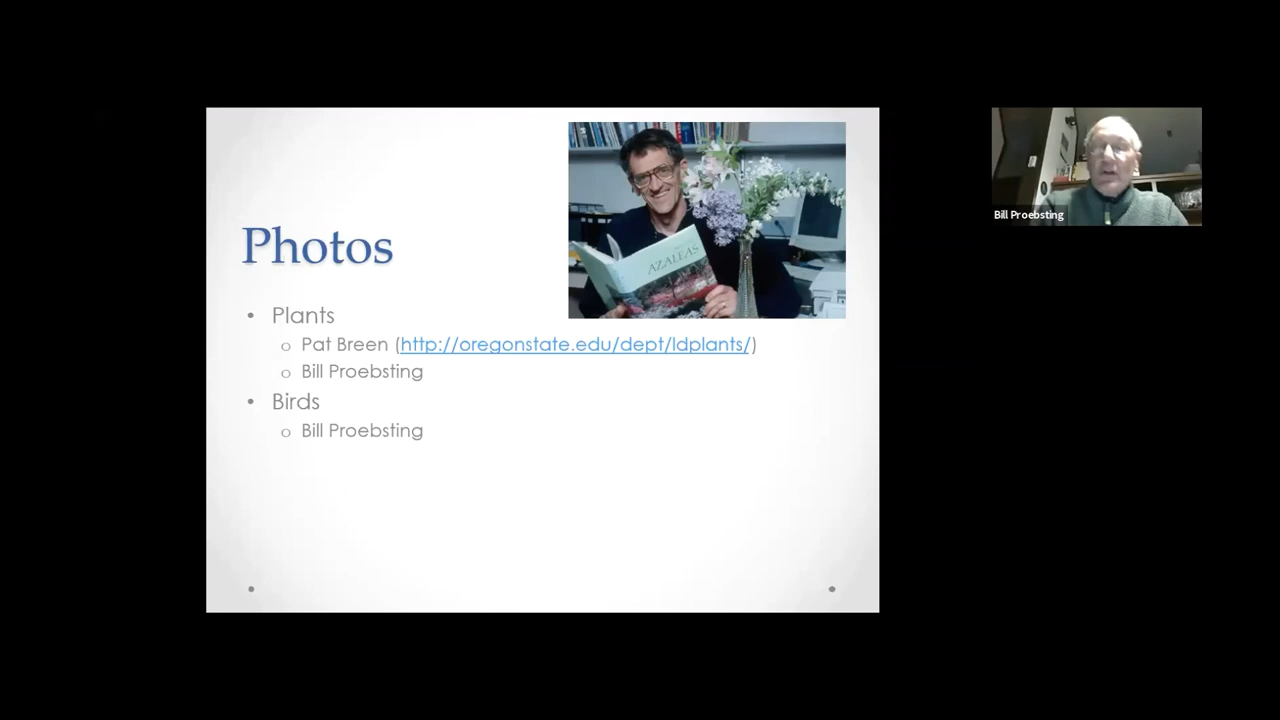 Photos
AZALEAS
• Plants
o Pat Breen (http://oregonstate.edu/dept/ldplants/)
o Bill Proebsting
• Birds
o Bill Proebsting
Bill Proebsting